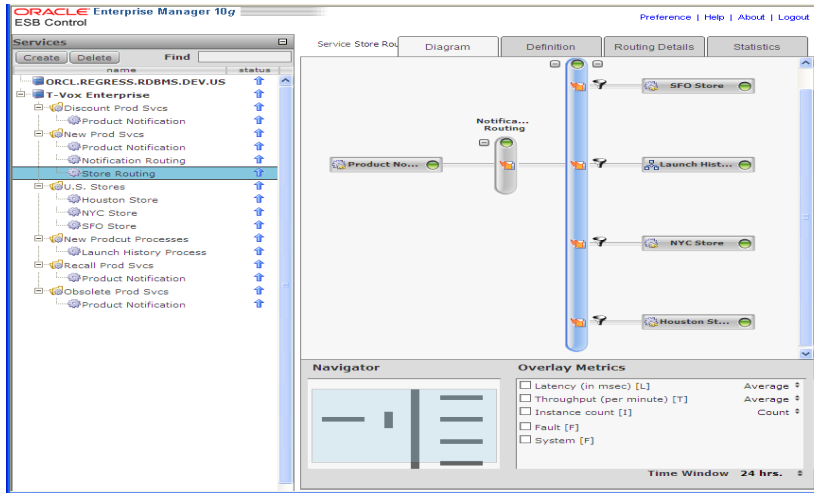 ORACLE Enterprise Manager 10g
ESB Control
Preference | Help | About | Logout
Services
Create Delete Find
name status
ORCL.REGRESS.RDBMS.DEV.US
T-Vox Enterprise
Discount Prod Svcs
Product Notification
New Prod Svcs
Product Notification
Notification Routing
Store Routing
U.S. Stores
Houston Store
NYC Store
SFO Store
New Prodcut Processes
Launch History Process
Recall Prod Svcs
Product Notification
Obsolete Prod Svcs
Product Notification
Service Store Rou
Diagram Definition Routing Details Statistics
SFO Store
Notifica...
Routing
Product No...
Launch Hist...
NYC Store
Houston St...
Navigator
Overlay Metrics
Latency (in msec) [L] Average
Throughput (per minute) [T] Average
Instance count [I] Count
Fault [F]
System [F]
Time Window 24 hrs.